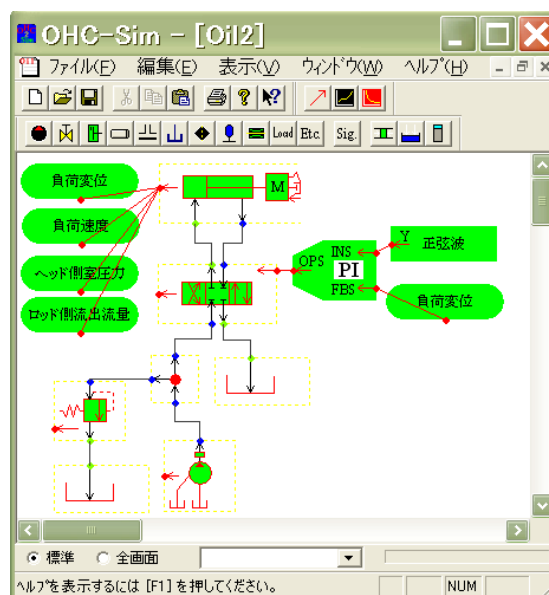 OHC-Sim - [Oil2]
ファイル(F) 編集(E) 表示(V) ウィンドウ(W) ヘルプ(H)
Load Etc. Sig.
負荷変位
負荷速度
ヘッド側室圧力
ロッド側流出流量
M
OPS INS
PI
FBS
Y 正弦波
負荷変位
標準 全画面
ヘルプを表示するには [F1] を押してください。
NUM